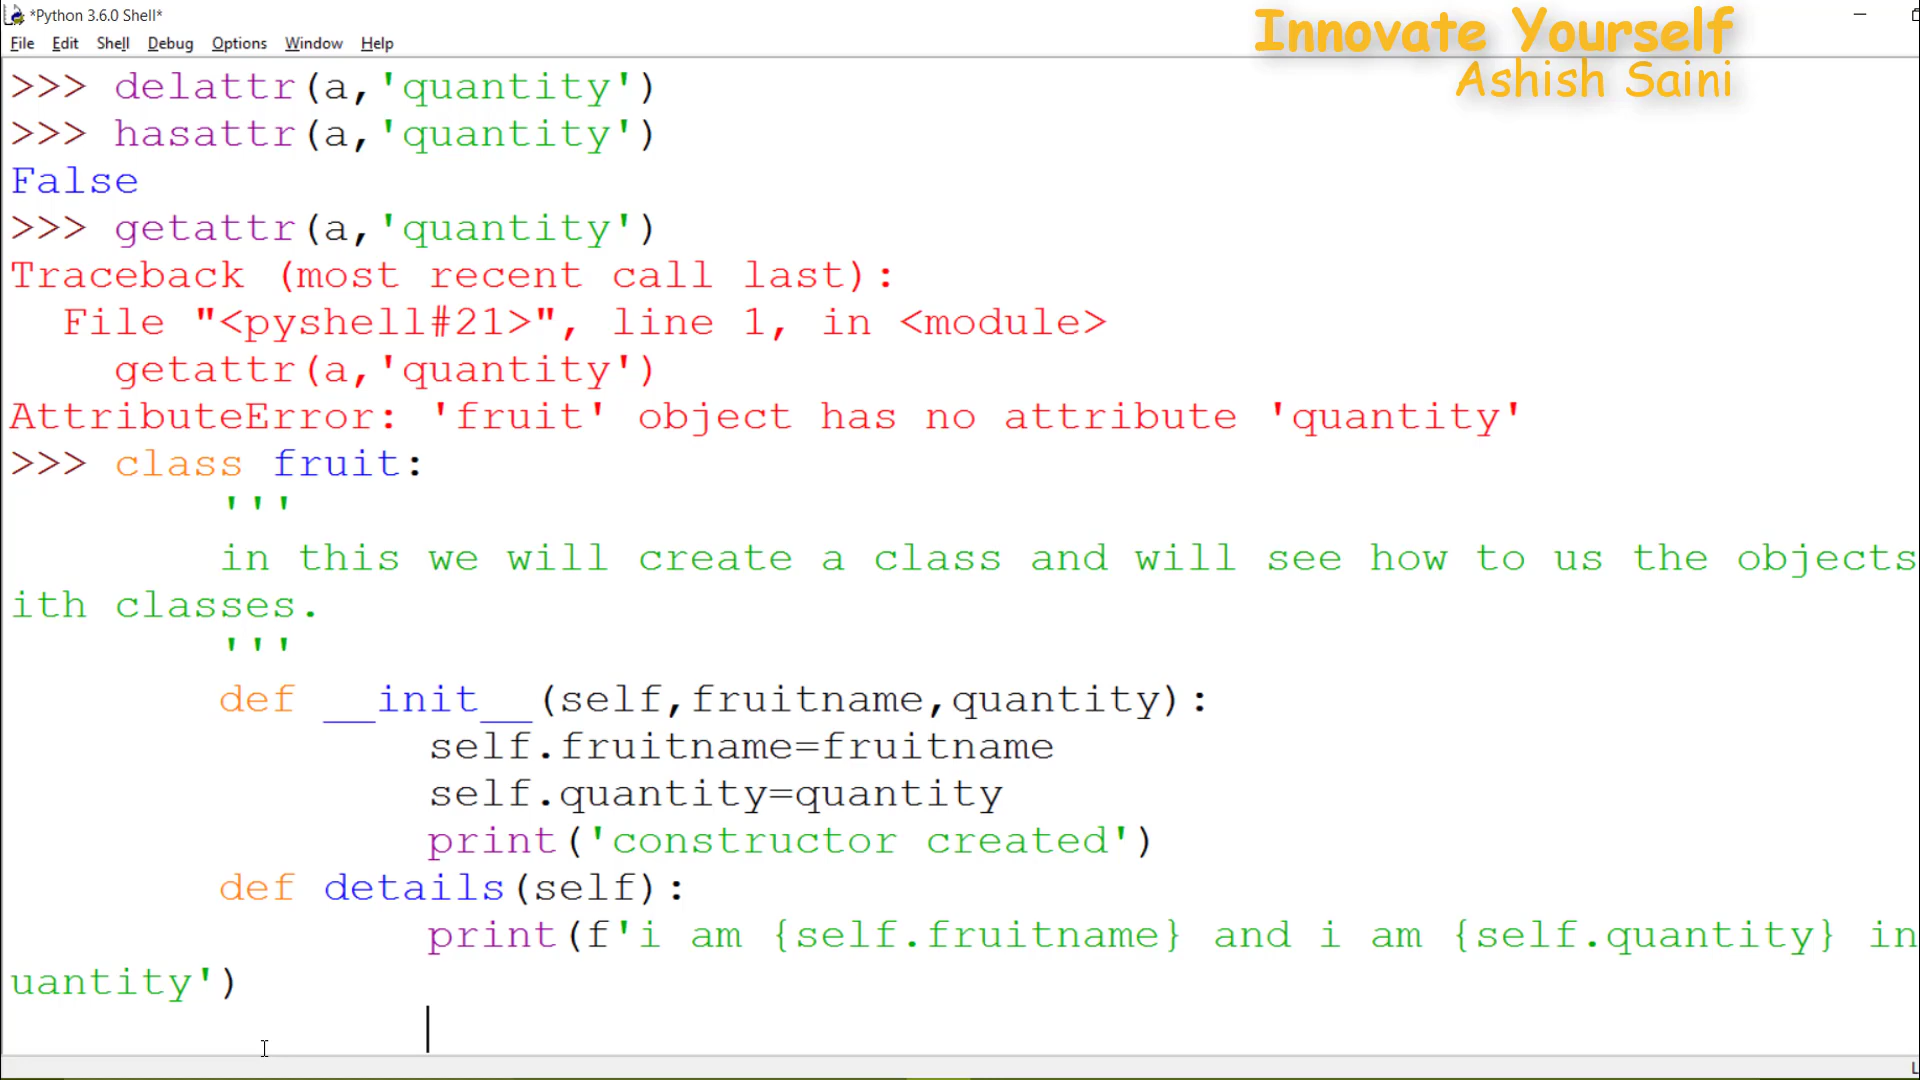 *Python 3.6.0 Shell*
File Edit Shell Debug Options Window Help
Innovate Yourself
Ashish Saini
>>> delattr(a,'quantity')
>>> hasattr(a,'quantity')
False
>>> getattr(a,'quantity')
Traceback (most recent call last):
  File "<pyshell#21>", line 1, in <module>
    getattr(a,'quantity')
AttributeError: 'fruit' object has no attribute 'quantity'
>>> class fruit:
        '''
        in this we will create a class and will see how to us the objects
ith classes.
        '''
        def __init__(self,fruitname,quantity):
                self.fruitname=fruitname
                self.quantity=quantity
                print('constructor created')
        def details(self):
                print(f'i am {self.fruitname} and i am {self.quantity} in
uantity')